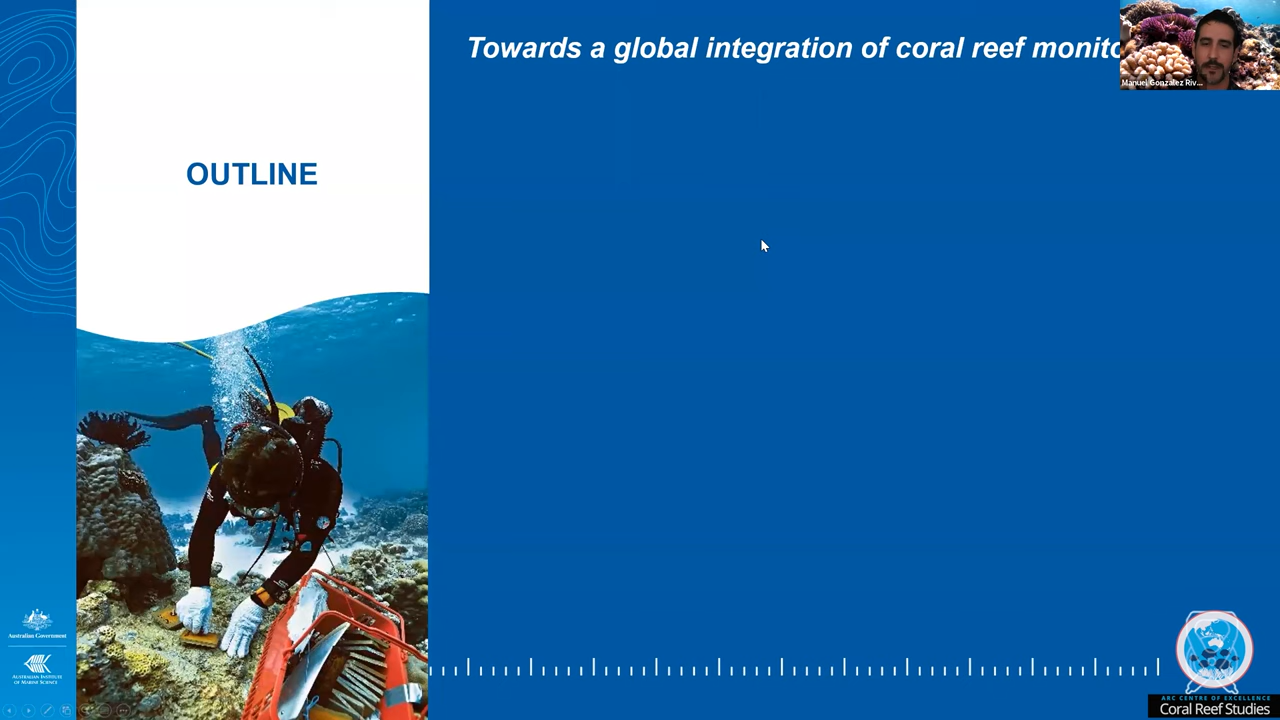 Towards a global integration of coral reef monito
Manuel Gonzalez Riv...
OUTLINE
Australian Government
AUSTRALIAN INSTITUTE
OF MARINE SCIENCE
ARC CENTRE OF EXCELLENCE
Coral Reef Studies